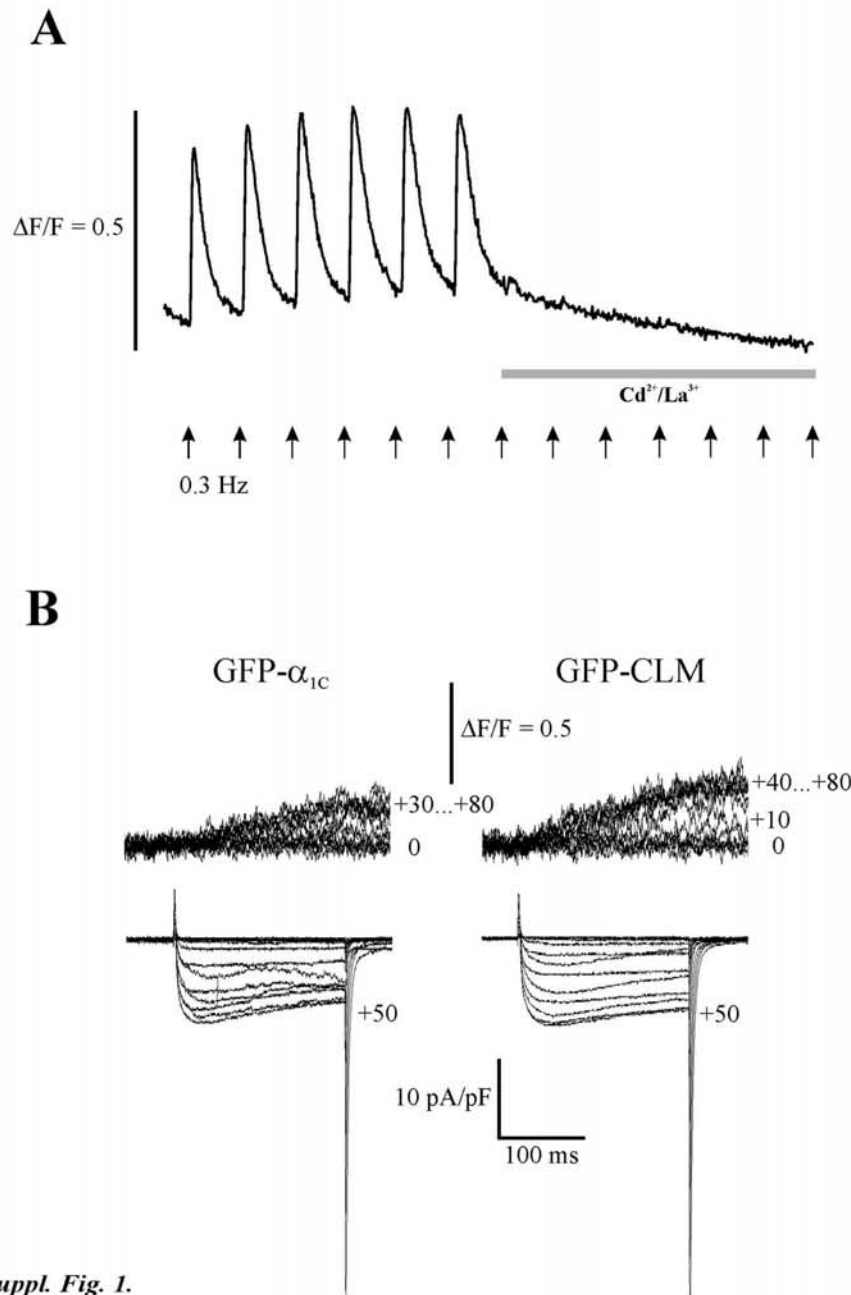 A
ΔF/F = 0.5
Cd²⁺/La³⁺
0.3 Hz
B
GFP-α₁C
GFP-CLM
ΔF/F = 0.5
+30...+80
0
+40...+80
+10
0
+50
+50
10 pA/pF
100 ms
uppl. Fig. 1.